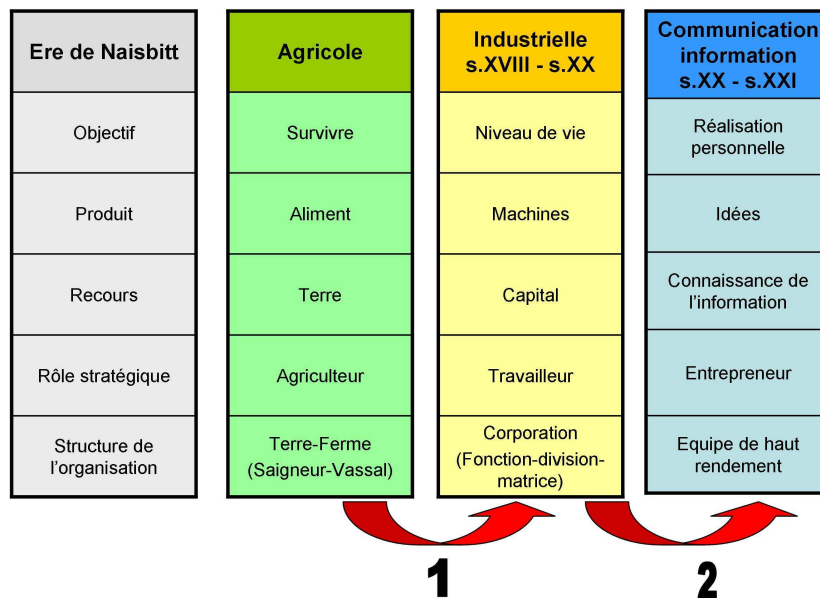 Ere de Naisbitt
Objectif
Produit
Recours
Rôle stratégique
Structure de
l'organisation
Agricole
Survivre
Aliment
Terre
Agriculteur
Terre-Ferme
(Saigneur-Vassal)
Industrielle
s.XVIII - s.XX
Niveau de vie
Machines
Capital
Travailleur
Corporation
(Fonction-division-
matrice)
Communication
information
s.XX - s.XXI
Réalisation
personnelle
Idées
Connaissance de
l'information
Entrepreneur
Equipe de haut
rendement
1
2